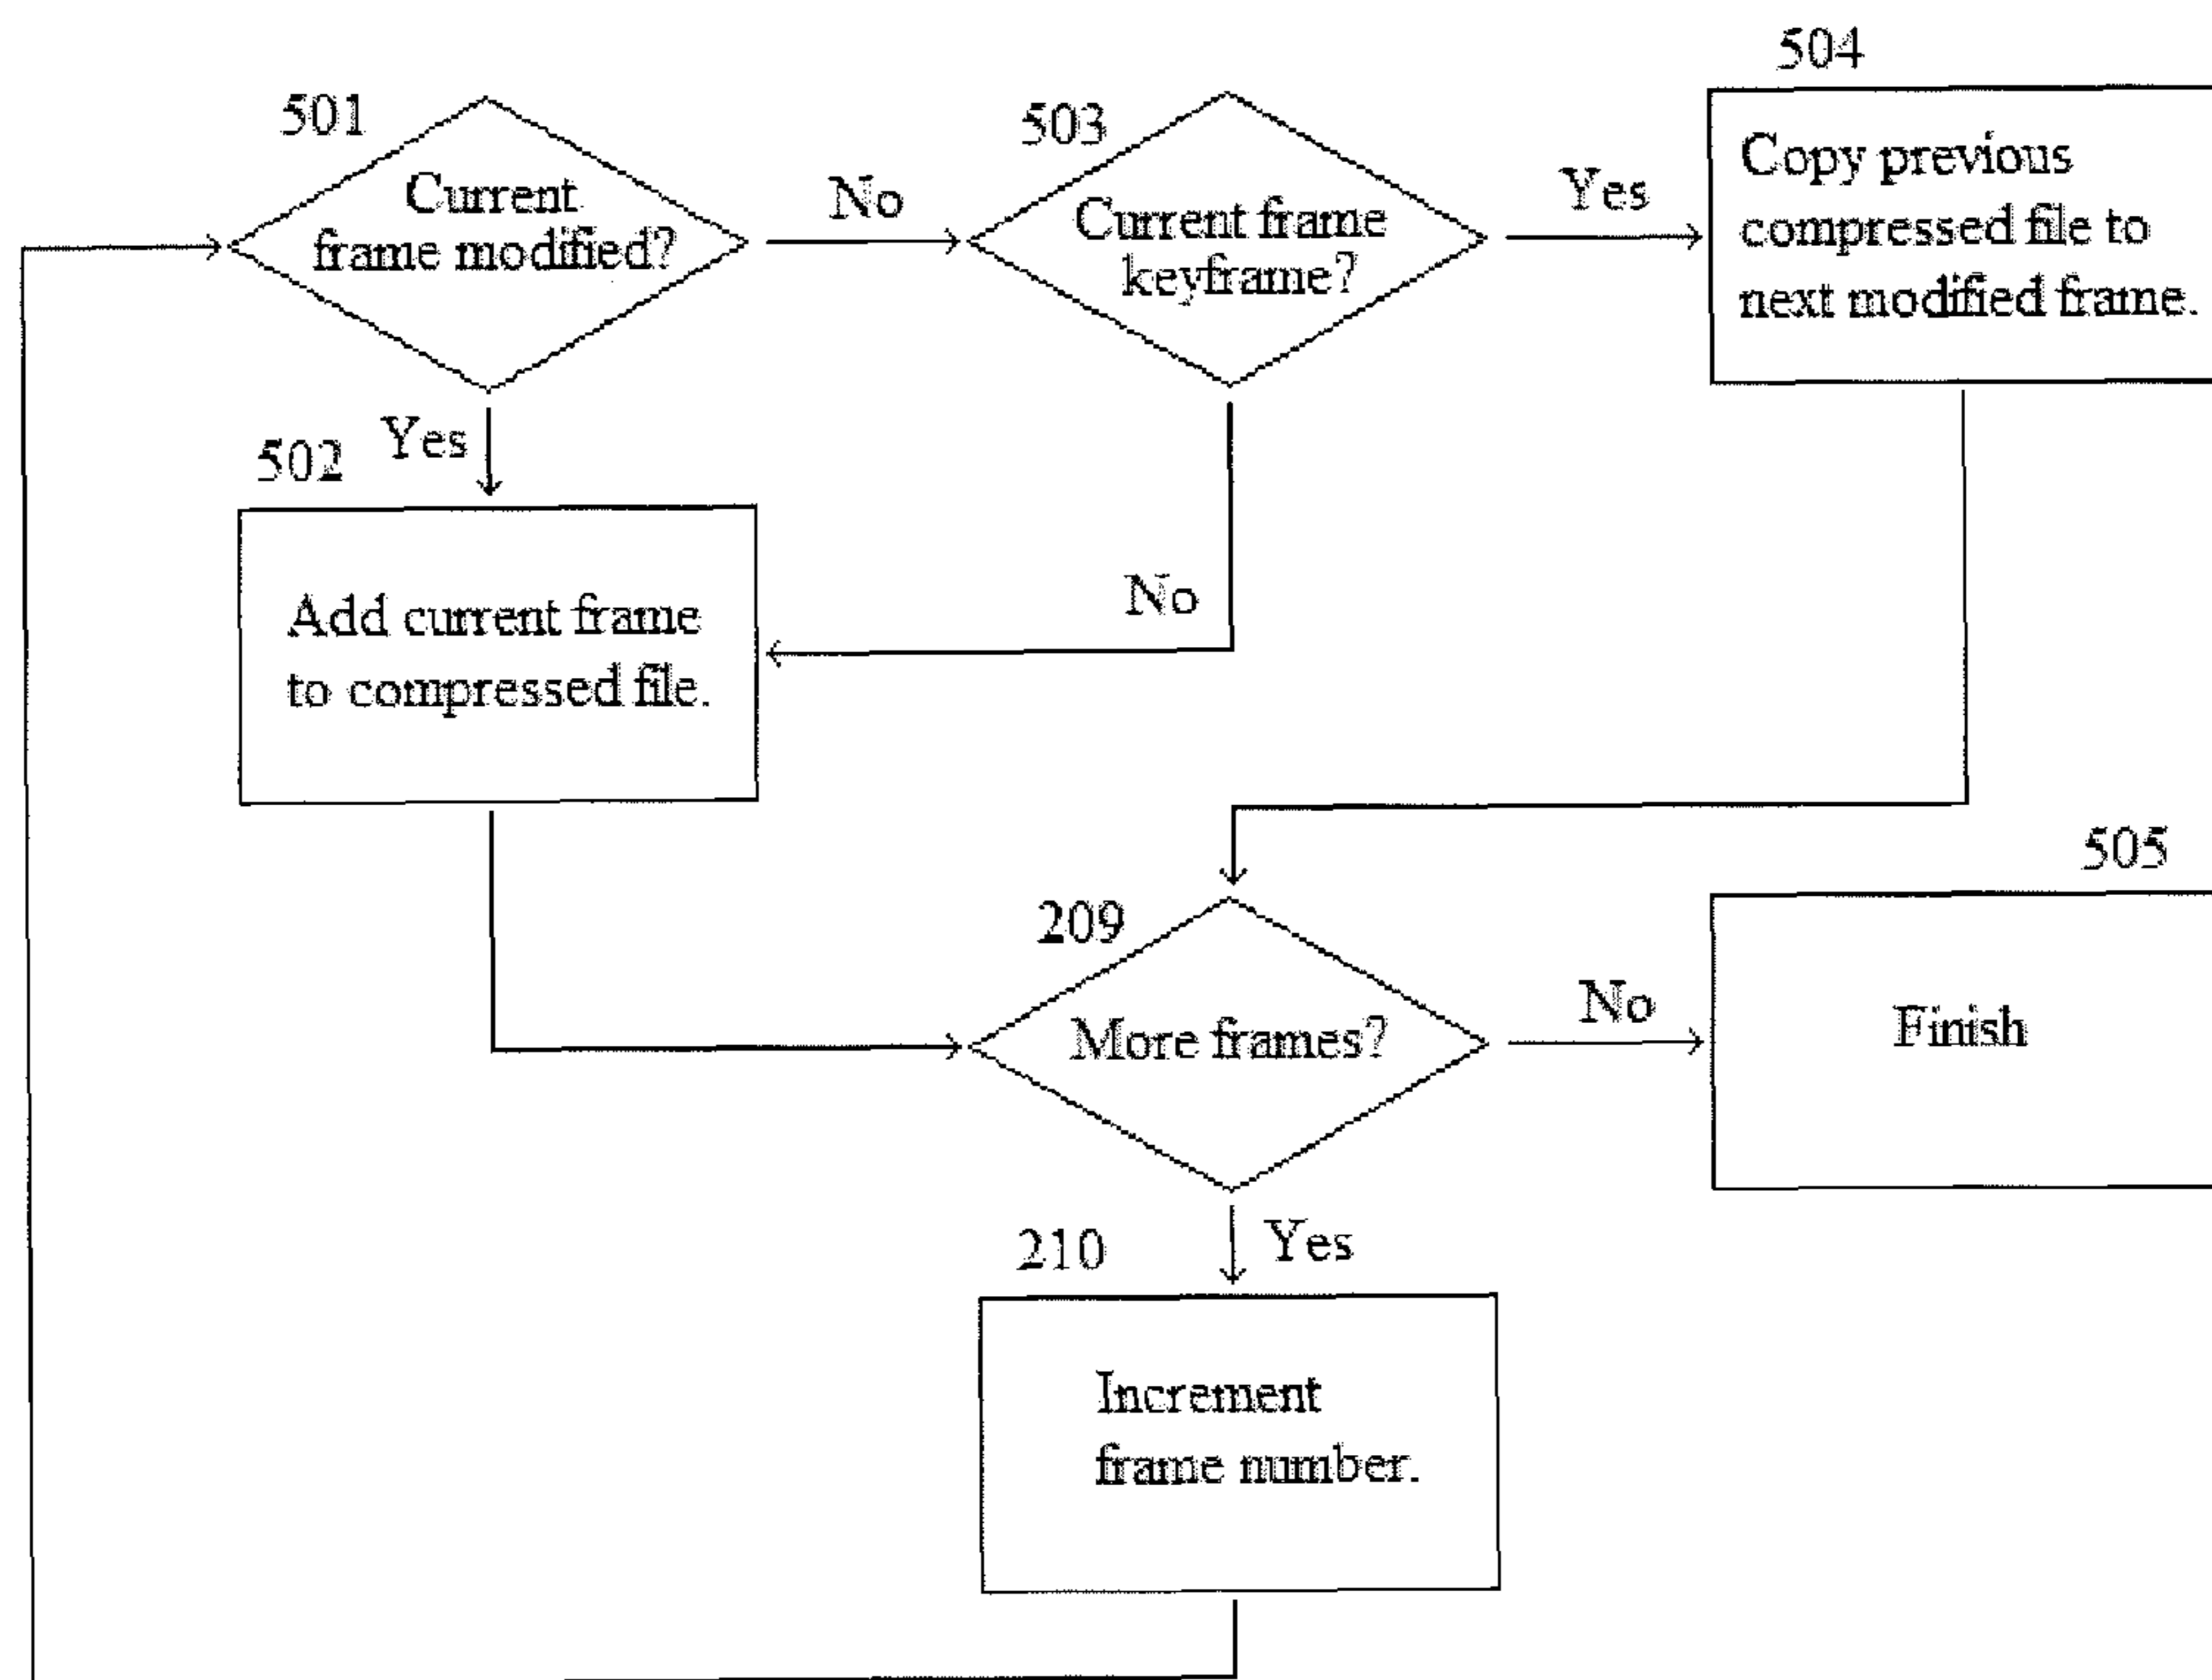 504
501
503
Current
frame modified?
No
Current frame
keyframe?
Yes
Copy previous
compressed file to
next modified frame.
502
Yes
Add current frame
to compressed file.
No
505
209
More frames?
No
Finish
210
Yes
Increment
frame number.